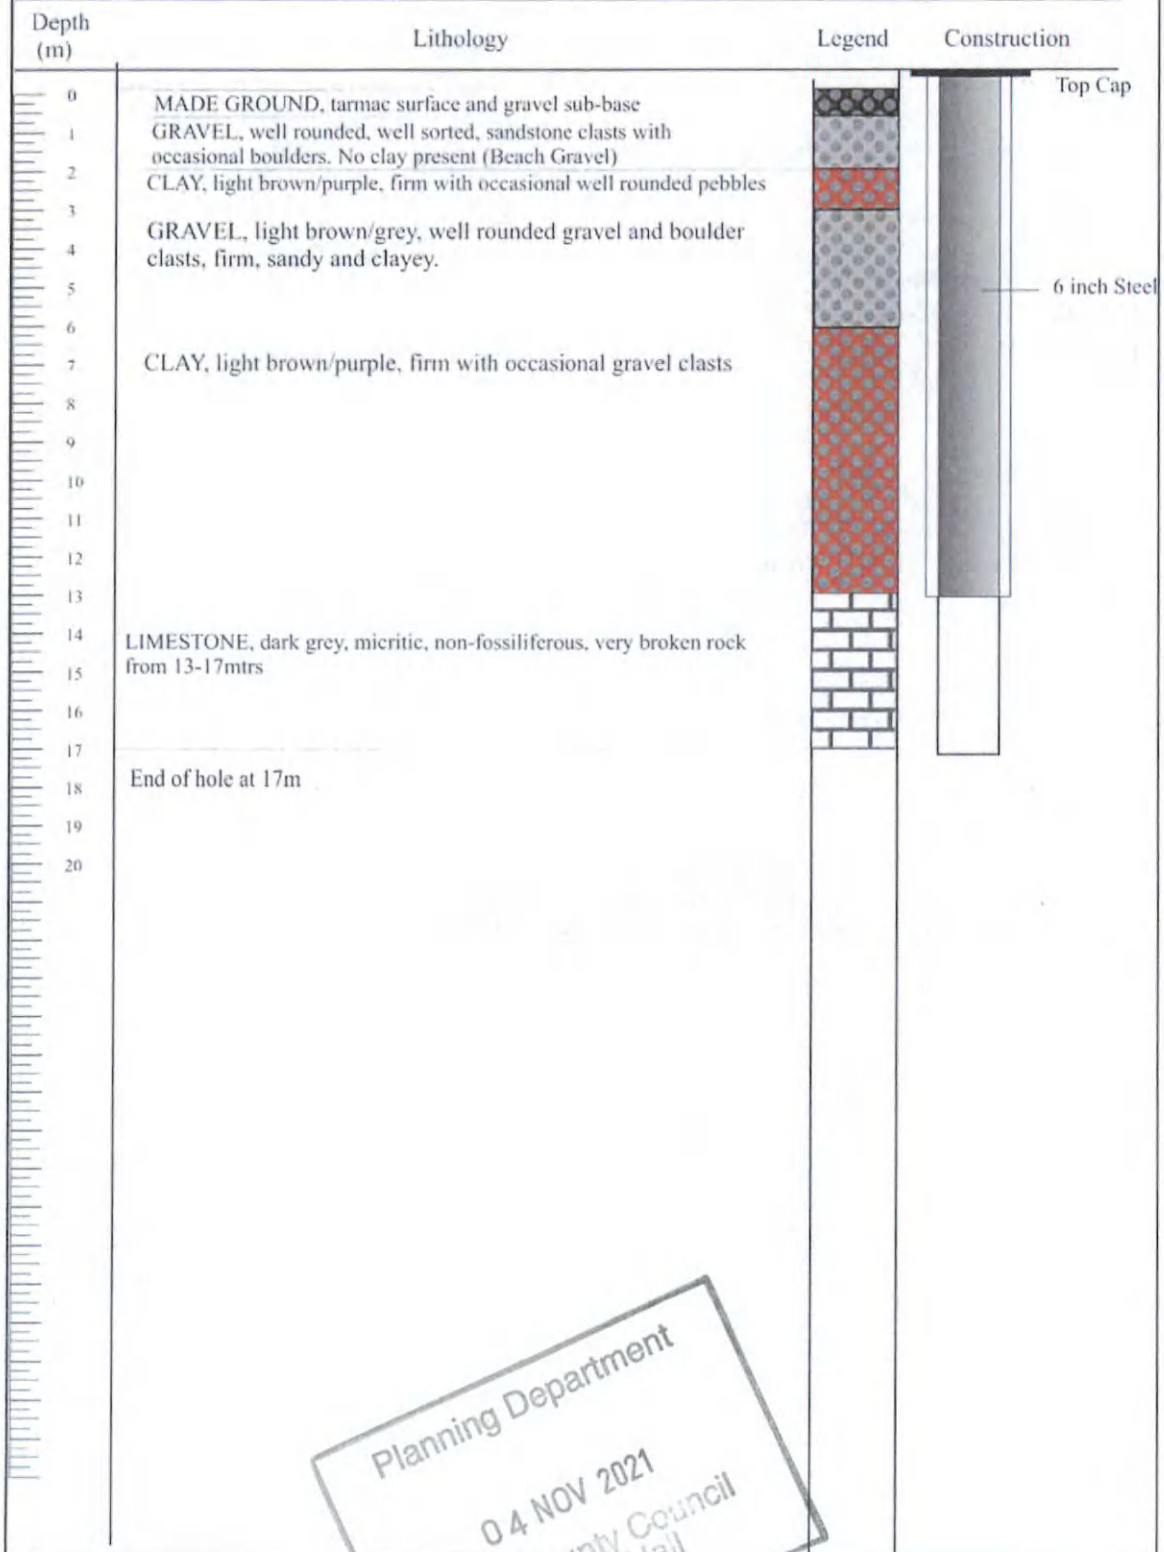 Depth
(m)
Lithology
Legend
Construction
Top Cap
0
MADE GROUND, tarmac surface and gravel sub-base
1
GRAVEL, well rounded, well sorted, sandstone clasts with
occasional boulders. No clay present (Beach Gravel)
2
CLAY, light brown/purple, firm with occasional well rounded pebbles
3
GRAVEL, light brown/grey, well rounded gravel and boulder
4
clasts, firm, sandy and clayey.
5
6 inch Steel
6
7
CLAY, light brown/purple, firm with occasional gravel clasts
8
9
10
11
12
13
14
LIMESTONE, dark grey, micritic, non-fossiliferous, very broken rock
from 13-17mtrs
15
16
17
End of hole at 17m
18
19
20
Planning Department
04 NOV 2021
Council